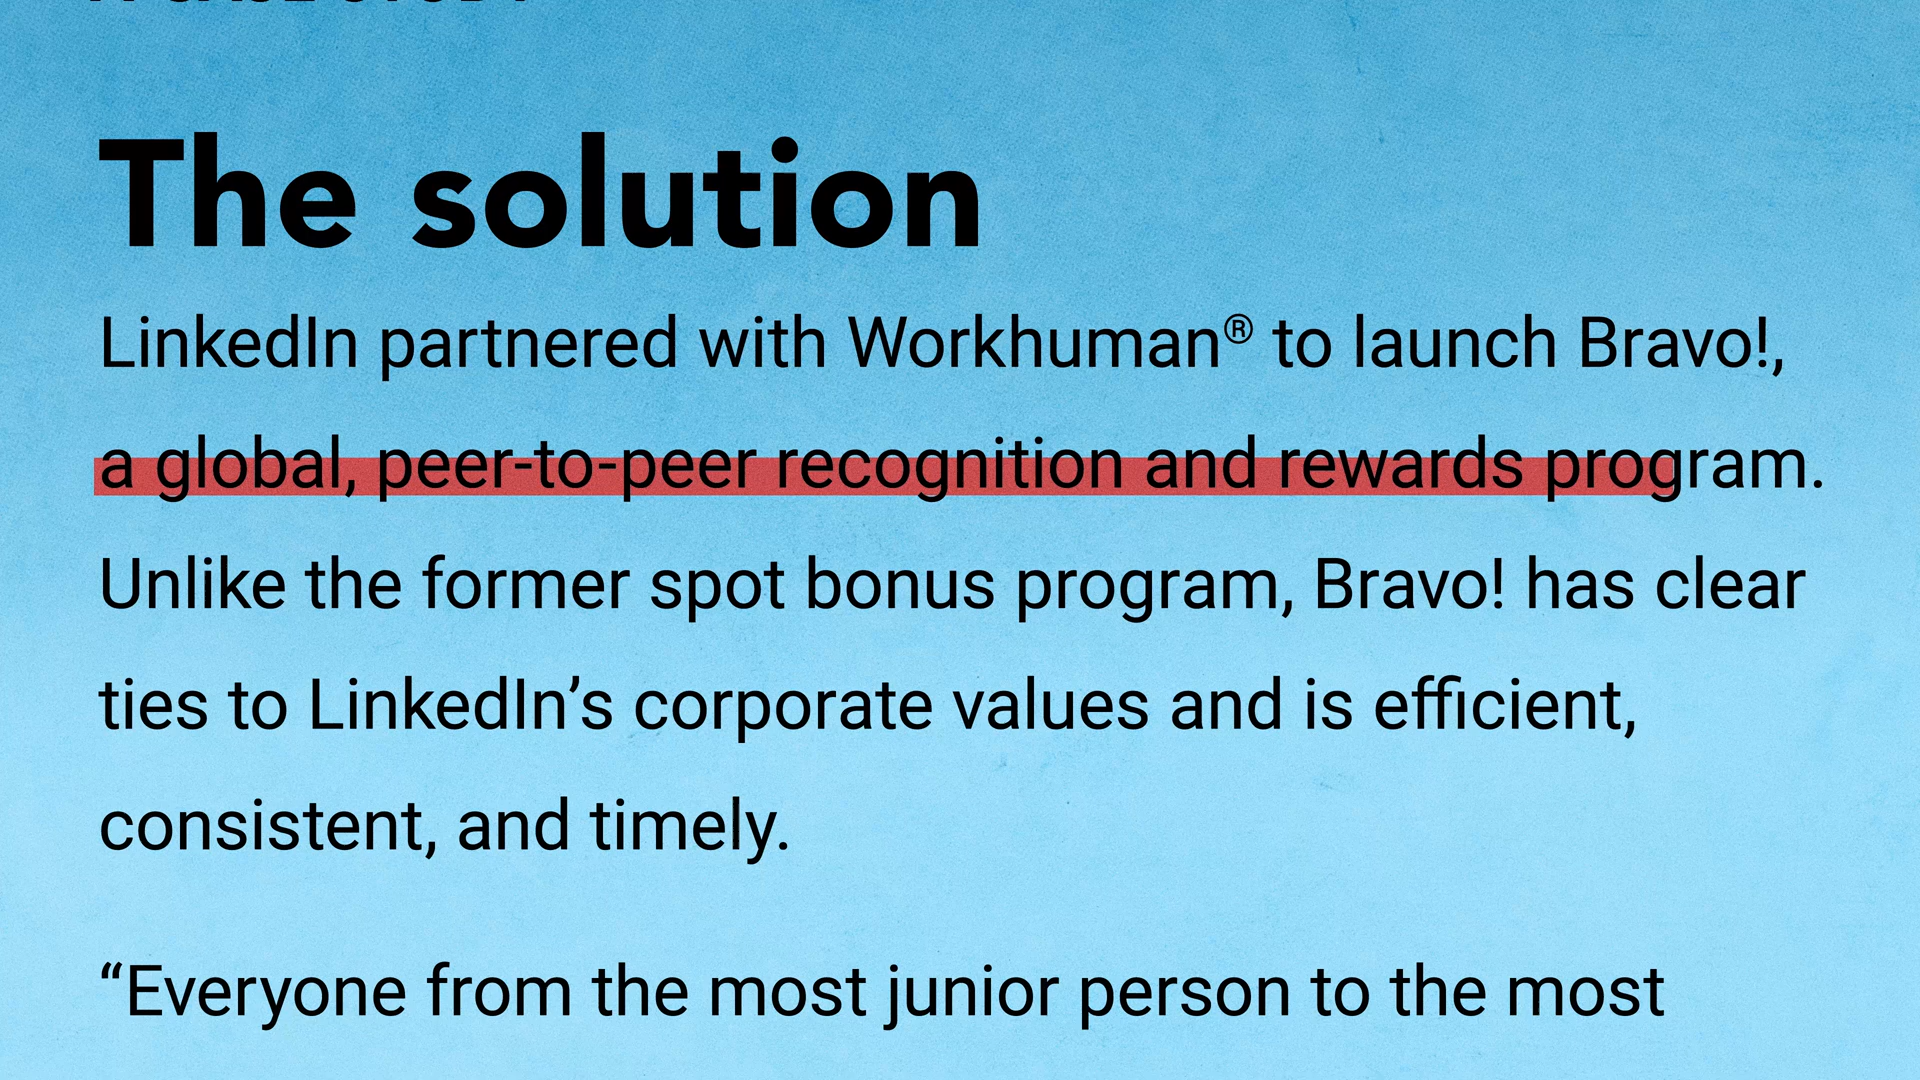 The solution
LinkedIn partnered with Workhuman® to launch Bravo!,
a global, peer-to-peer recognition and rewards program.
Unlike the former spot bonus program, Bravo! has clear
ties to LinkedIn’s corporate values and is efficient,
consistent, and timely.
“Everyone from the most junior person to the most